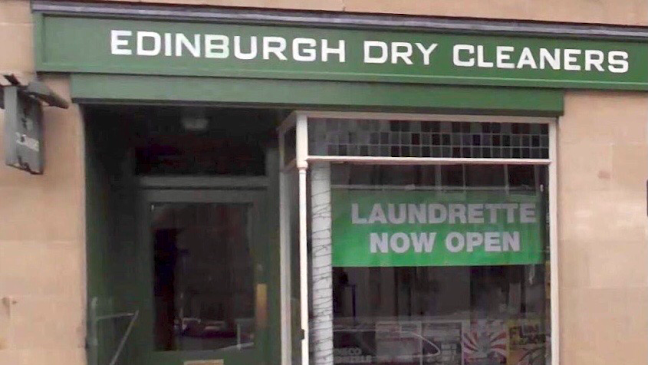 EDINBURGH DRY CLEANERS
LAUNDRETTE
NOW OPEN